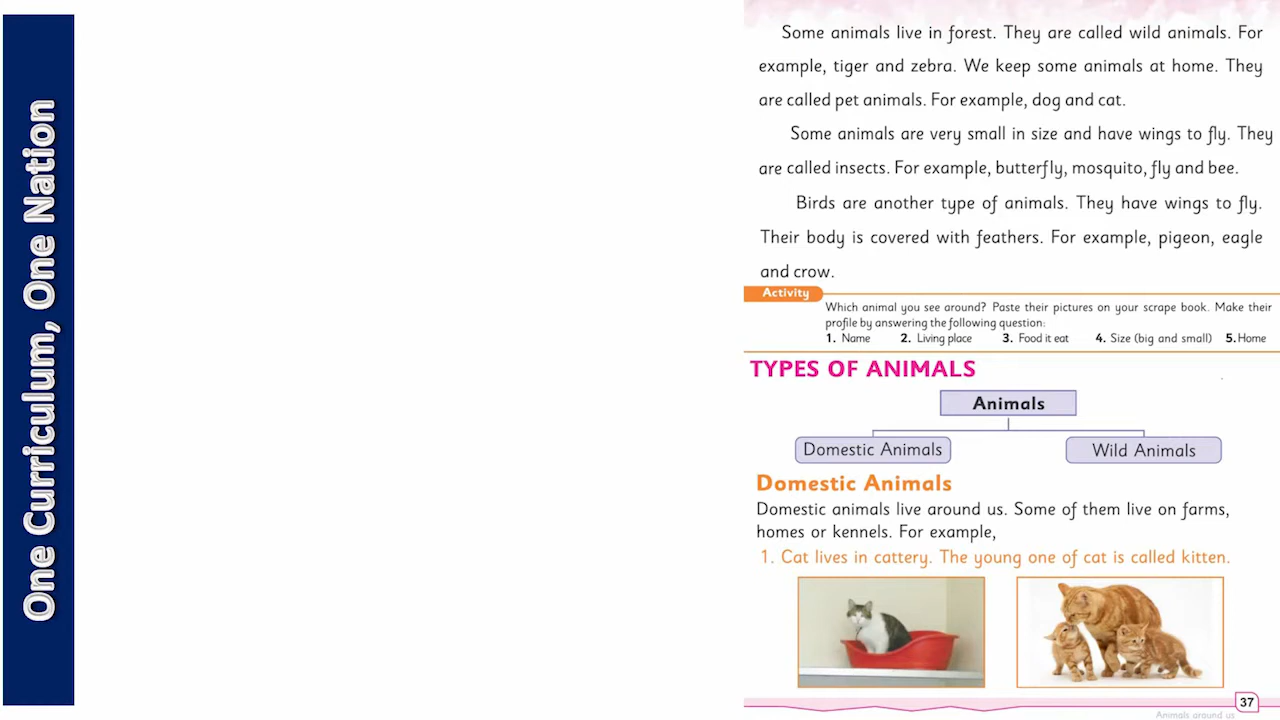 One Curriculum, One Nation
Some animals live in forest. They are called wild animals. For
example, tiger and zebra. We keep some animals at home. They
are called pet animals. For example, dog and cat.
Some animals are very small in size and have wings to fly. They
are called insects. For example, butterfly, mosquito, fly and bee.
Birds are another type of animals. They have wings to fly.
Their body is covered with feathers. For example, pigeon, eagle
and crow.
Activity
Which animal you see around? Paste their pictures on your scrape book. Make their
profile by answering the following question:
1. Name 2. Living place 3. Food it eat 4. Size (big and small) 5. Home
TYPES OF ANIMALS
Animals
Domestic Animals Wild Animals
Domestic Animals
Domestic animals live around us. Some of them live on farms,
homes or kennels. For example,
1. Cat lives in cattery. The young one of cat is called kitten.
37
Animals around us